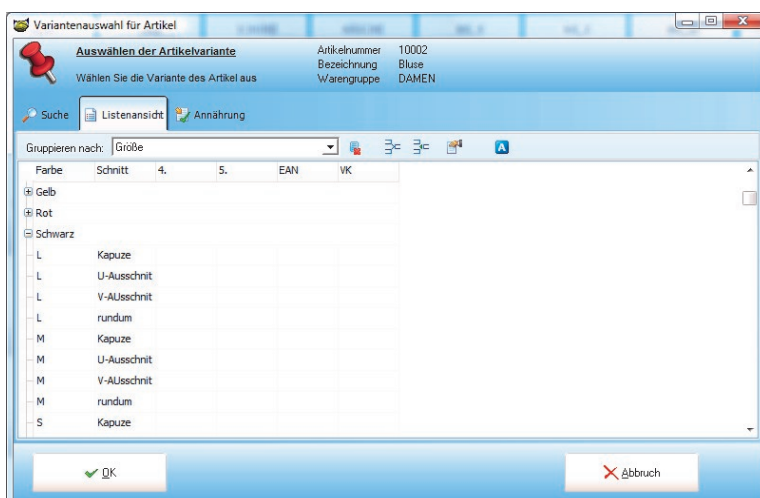 Variantenauswahl für Artikel
Auswählen der Artikelvariante
Wählen Sie die Variante des Artikel aus
Artikelnummer 10002
Bezeichnung Bluse
Warengruppe DAMEN
Suche Listenansicht Annährung
Gruppieren nach: Größe A
Farbe Schnitt 4. 5. EAN VK
Gelb
Rot
Schwarz
L Kapuze
L U-Ausschnit
L V-AUsschnit
L rundum
M Kapuze
M U-Ausschnit
M V-AUsschnit
M rundum
S Kapuze
OK Abbruch